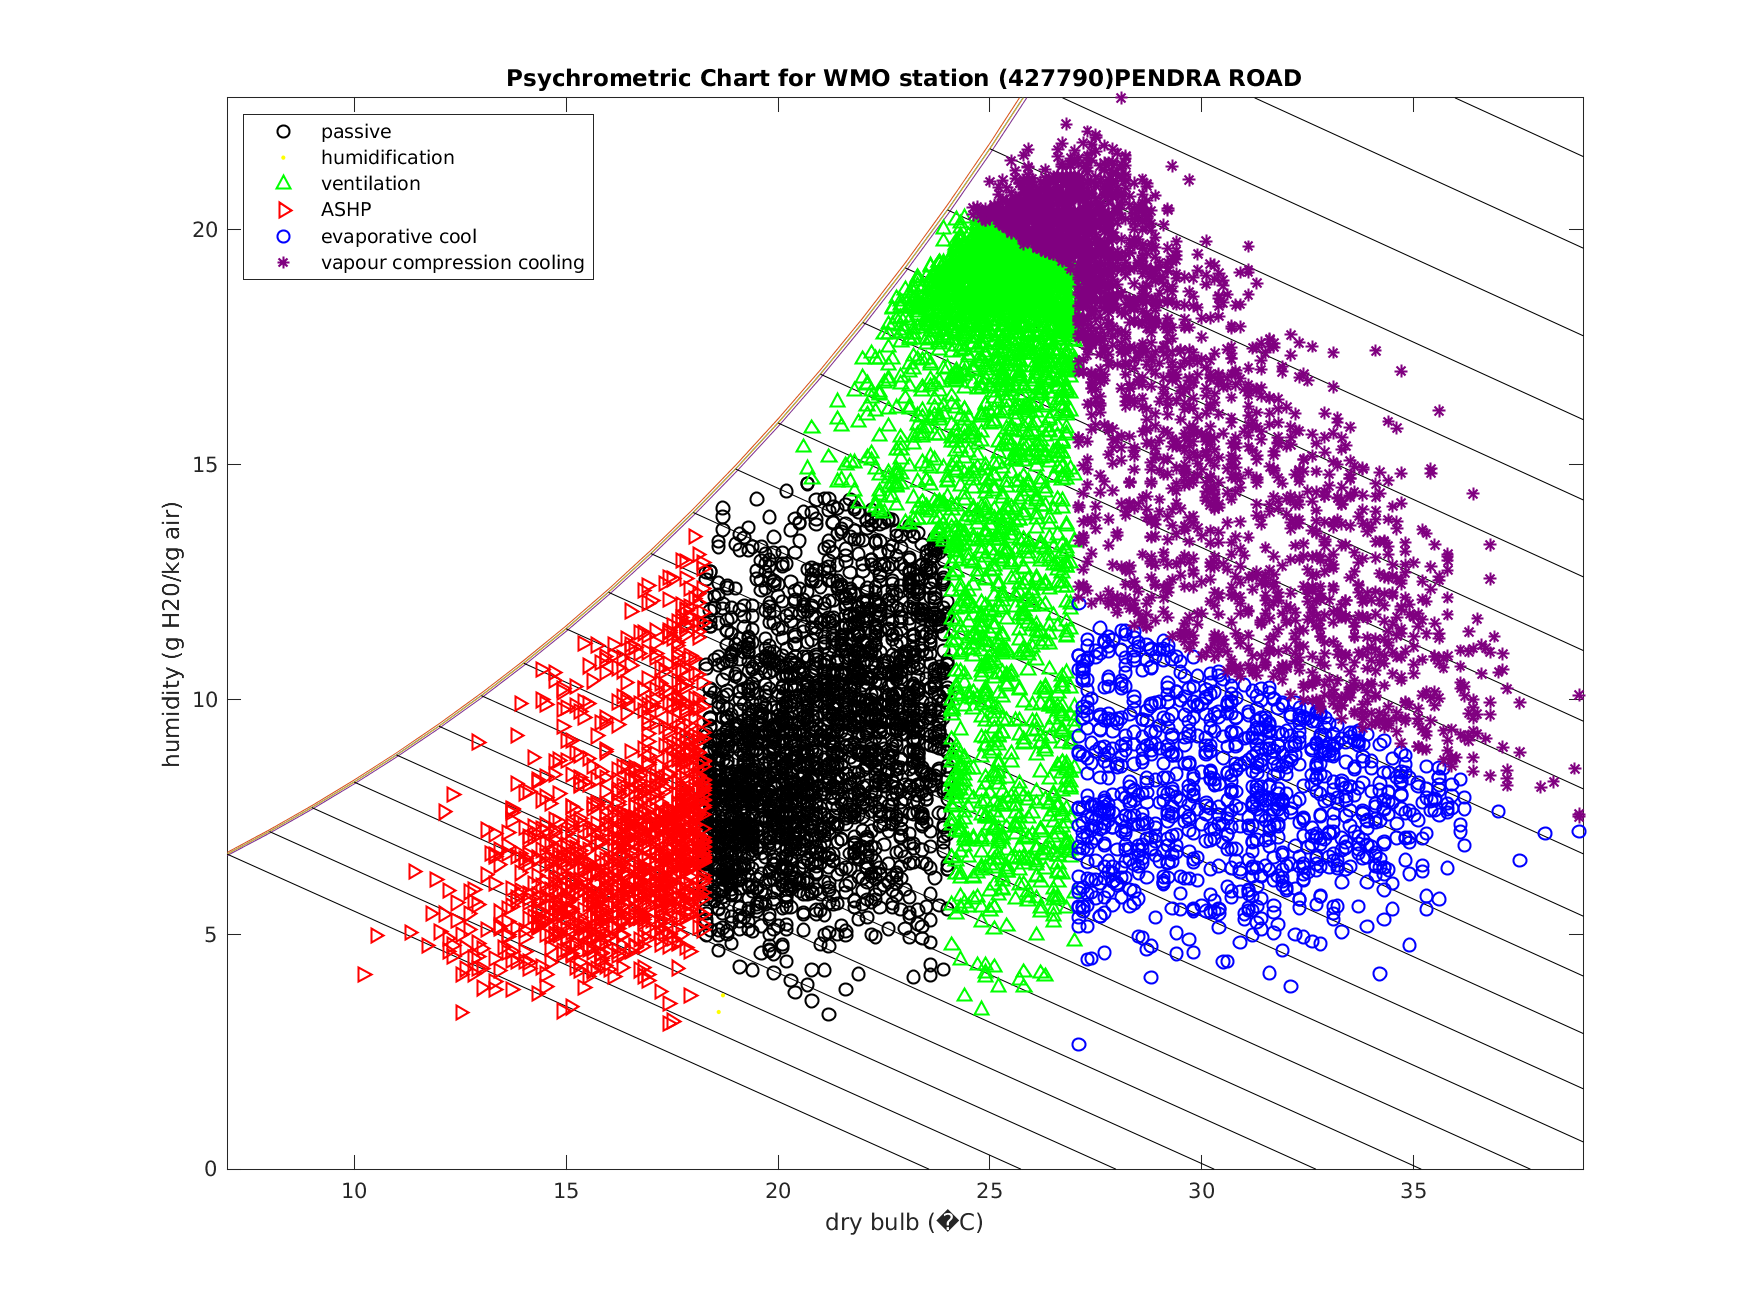 Psychrometric Chart for WMO station (427790)PENDRA ROAD
passive
humidification
ventilation
ASHP
evaporative cool
vapour compression cooling
humidity (g H20/kg air)
20
15
10
5
0
10 15 20 25 30 35
dry bulb (�C)